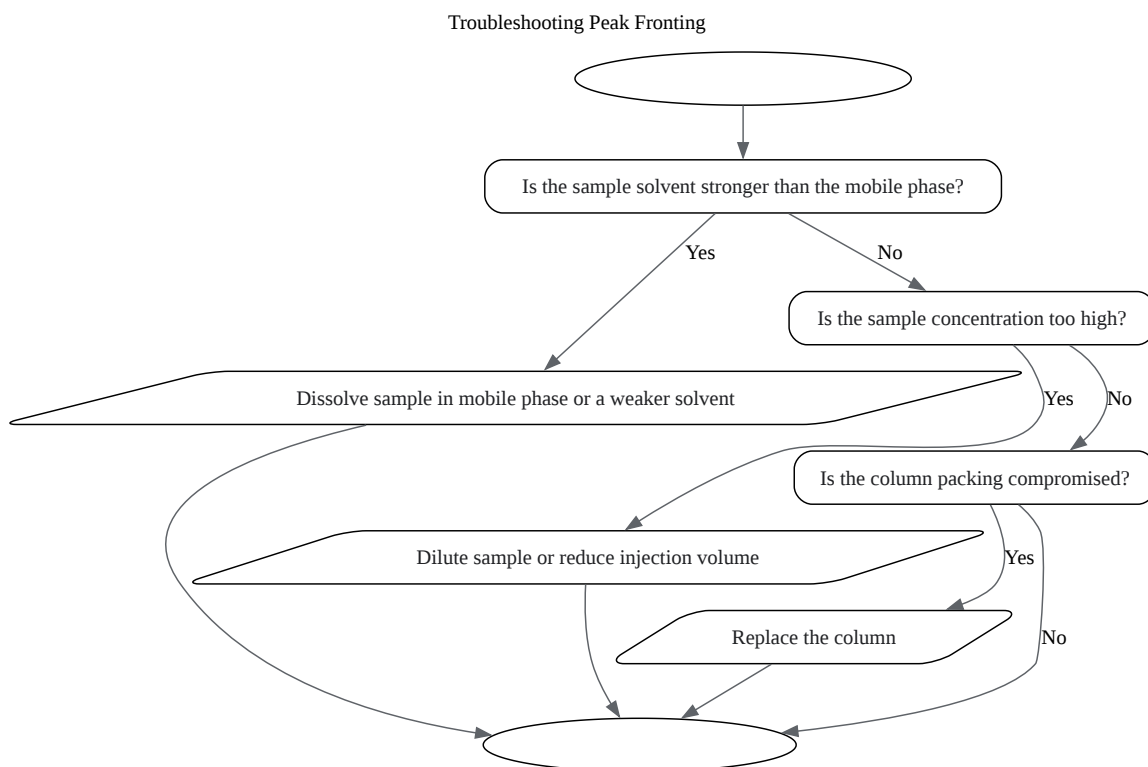 Troubleshooting Peak Fronting
Is the sample solvent stronger than the mobile phase?
Yes
No
Is the sample concentration too high?
Dissolve sample in mobile phase or a weaker solvent
Yes
No
Is the column packing compromised?
Dilute sample or reduce injection volume
Yes
Replace the column
No